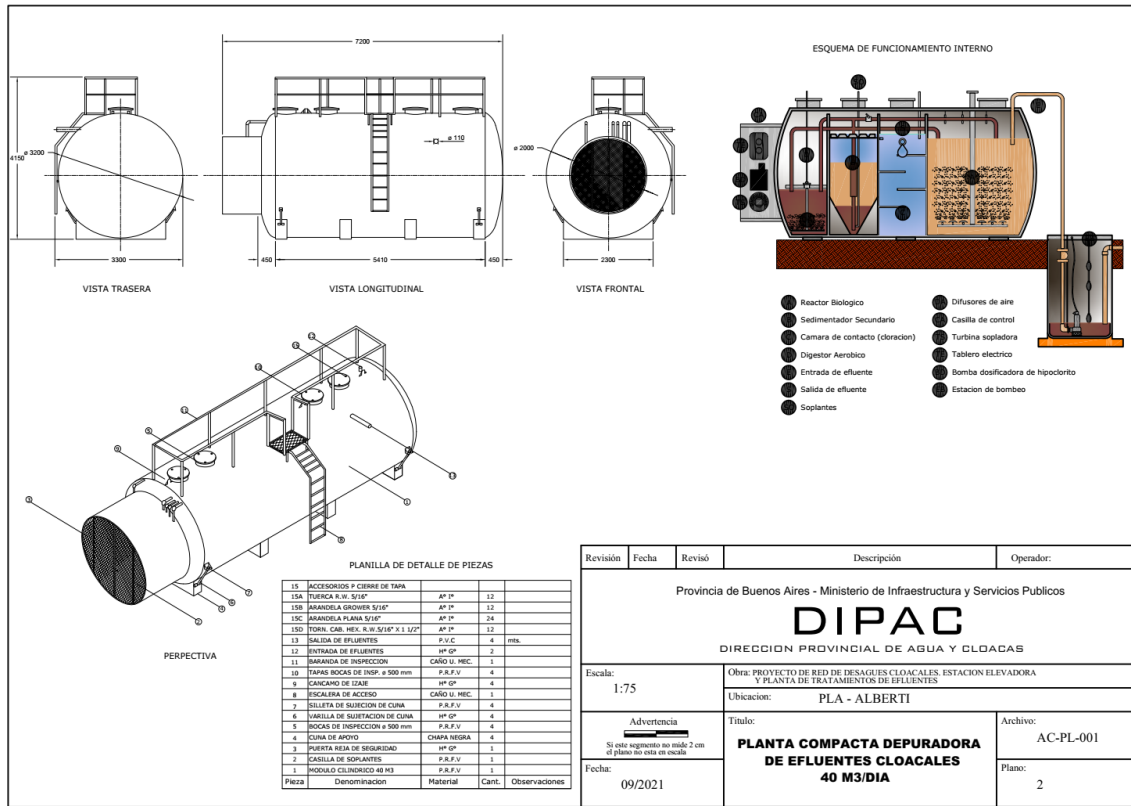 7200
4150
ø 3200
3300
VISTA TRASERA
ø 110
450
5410
450
VISTA LONGITUDINAL
ø 2000
2300
VISTA FRONTAL
ESQUEMA DE FUNCIONAMIENTO INTERNO
Reactor Biologico
Sedimentador Secundario
Camara de contacto (cloracion)
Digestor Aerobico
Entrada de efluente
Salida de efluente
Soplantes
Difusores de aire
Casilla de control
Turbina sopladora
Tablero electrico
Bomba dosificadora de hipoclorito
Estacion de bombeo
PERPECTIVA
PLANILLA DE DETALLE DE PIEZAS
15 ACCESORIOS P CIERRE DE TAPA
15A TUERCA R.W. 5/16" Aº Iº 12
15B ARANDELA GROWER 5/16" Aº Iº 12
15C ARANDELA PLANA 5/16" Aº Iº 24
15D TORN. CAB. HEX. R.W.5/16" X 1 1/2" Aº Iº 12
13 SALIDA DE EFLUENTES P.V.C 4 mts.
12 ENTRADA DE EFLUENTES Hº Gº 2
11 BARANDA DE INSPECCION CAÑO U. MEC. 1
10 TAPAS BOCAS DE INSP. ø 500 mm P.R.F.V 4
9 CANCAMO DE IZAJE Hº Gº 4
8 ESCALERA DE ACCESO CAÑO U. MEC. 1
7 SILLETA DE SUJECION DE CUNA P.R.F.V 4
6 VARILLA DE SUJETACION DE CUNA Hº Gº 4
5 BOCAS DE INSPECCION ø 500 mm P.R.F.V 4
4 CUNA DE APOYO CHAPA NEGRA 4
3 PUERTA REJA DE SEGURIDAD Hº Gº 1
2 CASILLA DE SOPLANTES P.R.F.V 1
1 MODULO CILINDRICO 40 M3 P.R.F.V 1
Pieza Denominacion Material Cant. Observaciones
Revisión Fecha Revisó Descripción Operador:
Provincia de Buenos Aires - Ministerio de Infraestructura y Servicios Publicos
DIPAC
DIRECCION PROVINCIAL DE AGUA Y CLOACAS
Escala:
1:75
Obra: PROYECTO DE RED DE DESAGUES CLOACALES. ESTACION ELEVADORA
Y PLANTA DE TRATAMIENTOS DE EFLUENTES
Ubicacion: PLA - ALBERTI
Advertencia
Si este segmento no mide 2 cm
el plano no esta en escala
Fecha:
09/2021
Titulo:
PLANTA COMPACTA DEPURADORA
DE EFLUENTES CLOACALES
40 M3/DIA
Archivo:
AC-PL-001
Plano:
2